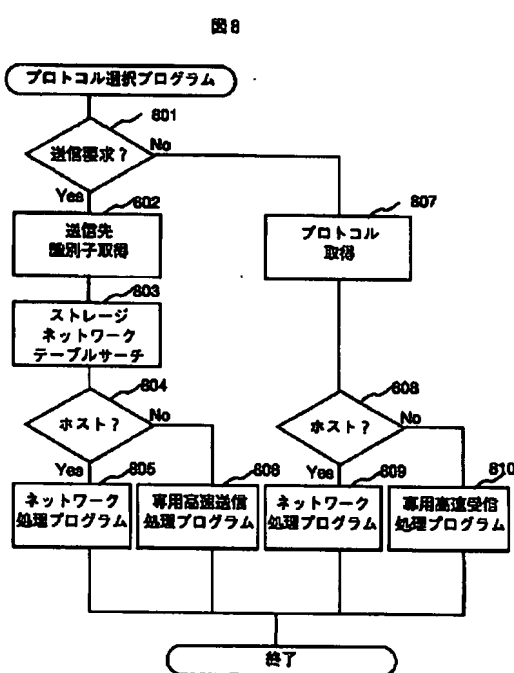 図8
プロトコル選択プログラム
801
送信要求？
No
Yes
802
送信先
識別子取得
803
ストレージ
ネットワーク
テーブルサーチ
804
ホスト？
No
Yes
805
ネットワーク
処理プログラム
806
専用高速送信
処理プログラム
807
プロトコル
取得
808
ホスト？
No
Yes
809
ネットワーク
処理プログラム
810
専用高速受信
処理プログラム
終了